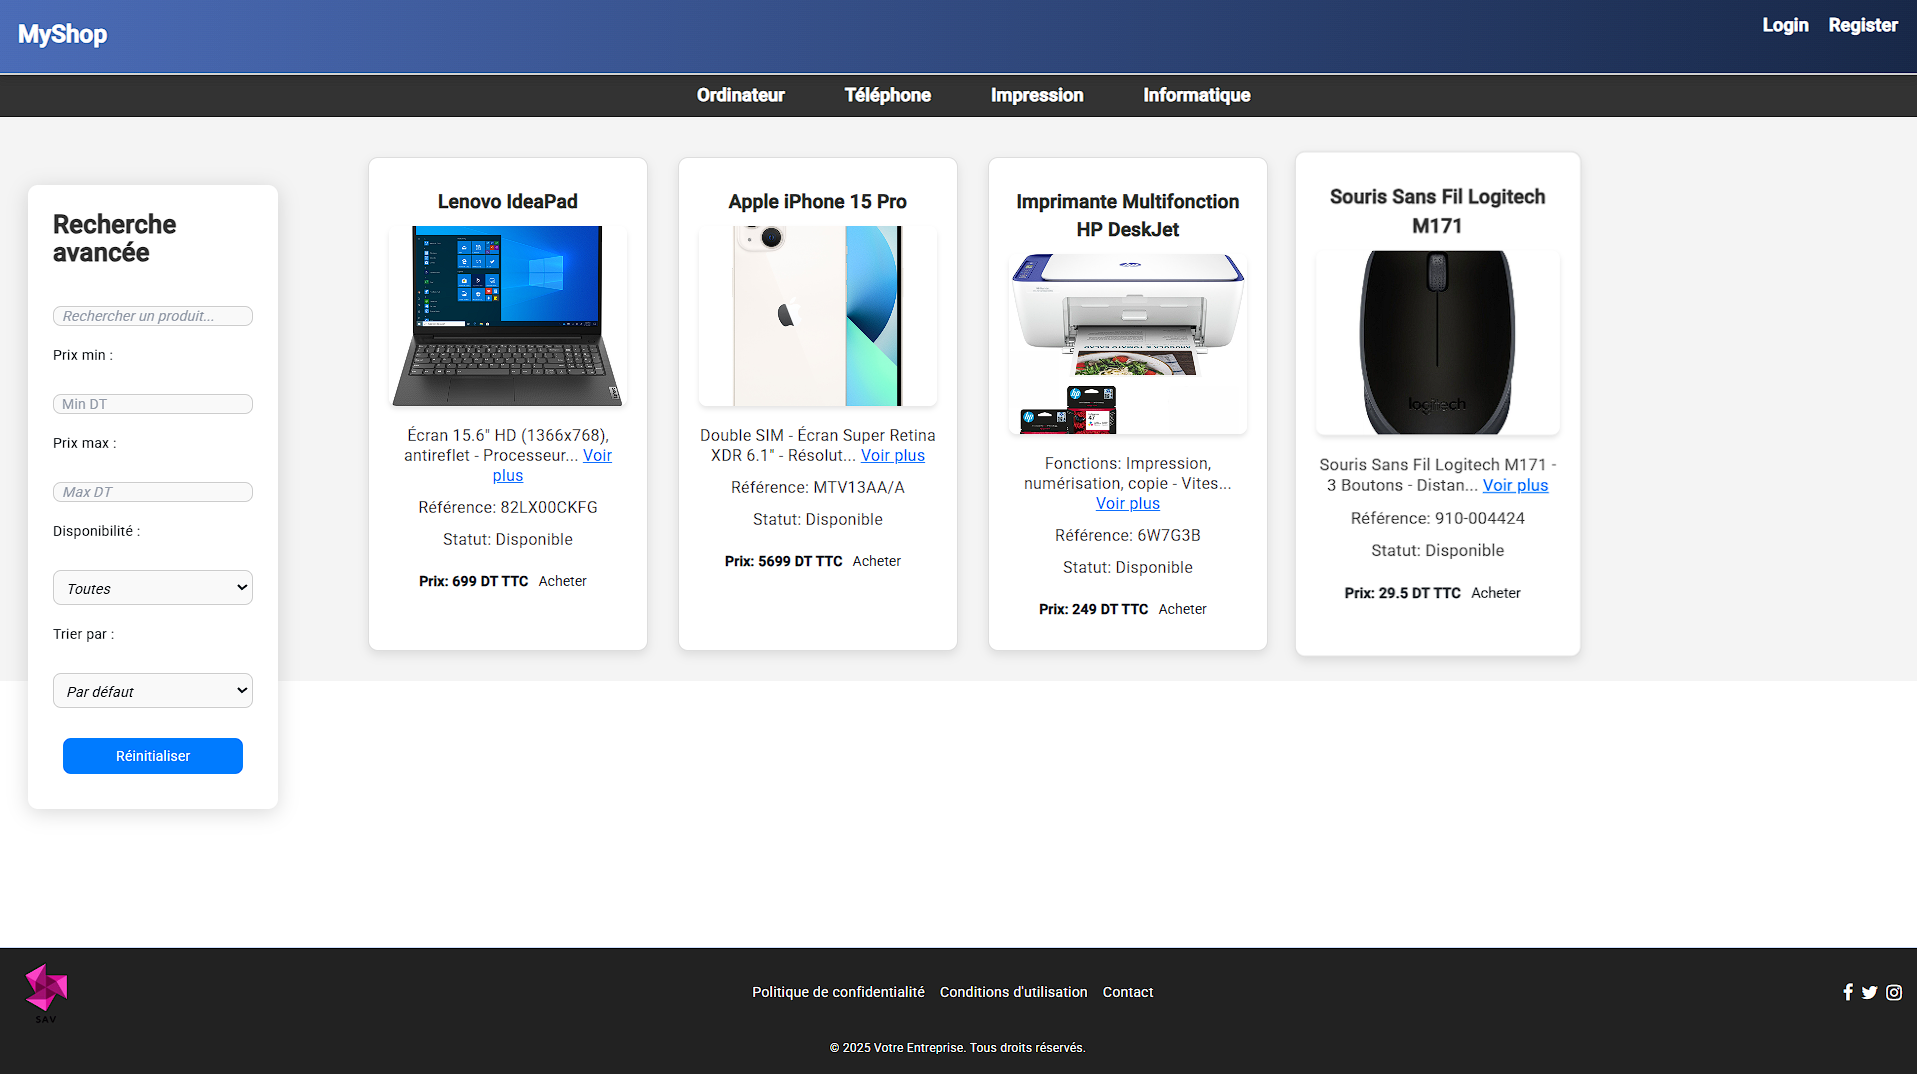 MyShop
Login Register
Ordinateur Téléphone Impression Informatique
Recherche
avancée
Rechercher un produit...
Prix min :
Min DT
Prix max :
Max DT
Disponibilité :
Toutes
Trier par :
Par défaut
Réinitialiser
Lenovo IdeaPad
Écran 15.6" HD (1366x768),
antireflet - Processeur... Voir
plus
Référence: 82LX00CKFG
Statut: Disponible
Prix: 699 DT TTC Acheter
Apple iPhone 15 Pro
Double SIM - Écran Super Retina
XDR 6.1" - Résolut... Voir plus
Référence: MTV13AA/A
Statut: Disponible
Prix: 5699 DT TTC Acheter
Imprimante Multifonction
HP DeskJet
hp
Fonctions: Impression,
numérisation, copie - Vites...
Voir plus
Référence: 6W7G3B
Statut: Disponible
Prix: 249 DT TTC Acheter
Souris Sans Fil Logitech
M171
logitech
Souris Sans Fil Logitech M171 -
3 Boutons - Distan... Voir plus
Référence: 910-004424
Statut: Disponible
Prix: 29.5 DT TTC Acheter
SAV
Politique de confidentialité Conditions d'utilisation Contact
© 2025 Votre Entreprise. Tous droits réservés.